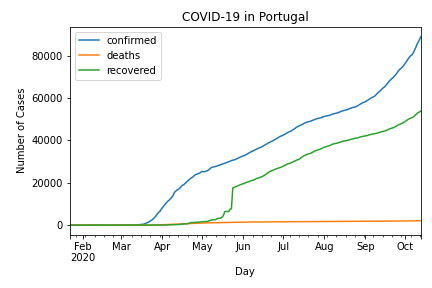 COVID-19 in Portugal
confirmed
deaths
recovered
Number of Cases
80000
60000
40000
20000
0
Feb Mar Apr May Jun Jul Aug Sep Oct
2020
Day